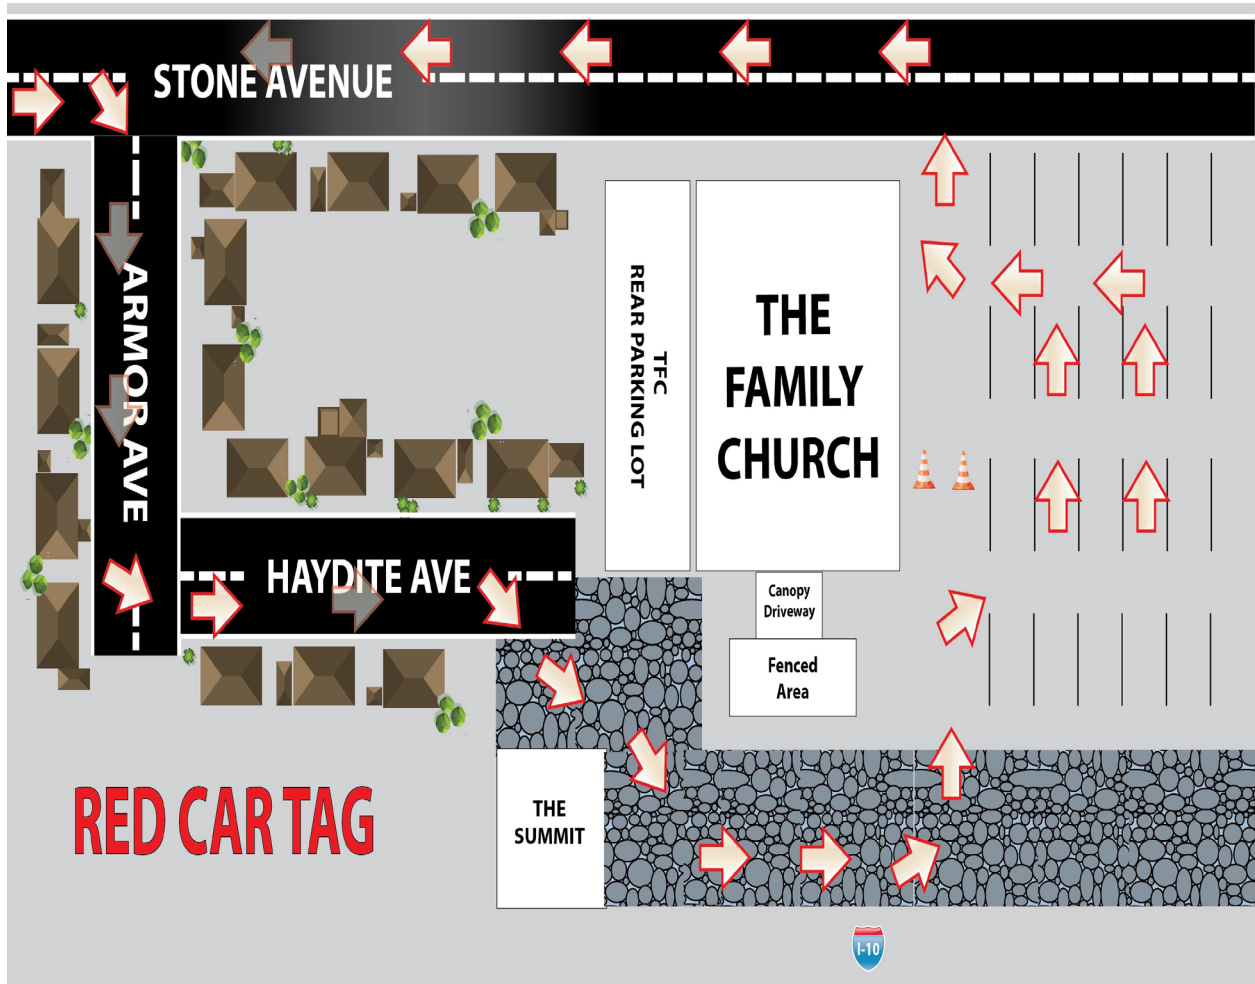 STONE AVENUE
ARMOR AVE
TFC
REAR PARKING LOT
THE
FAMILY
CHURCH
HAYDITE AVE
Canopy
Driveway
Fenced
Area
RED CAR TAG
THE
SUMMIT
I-10